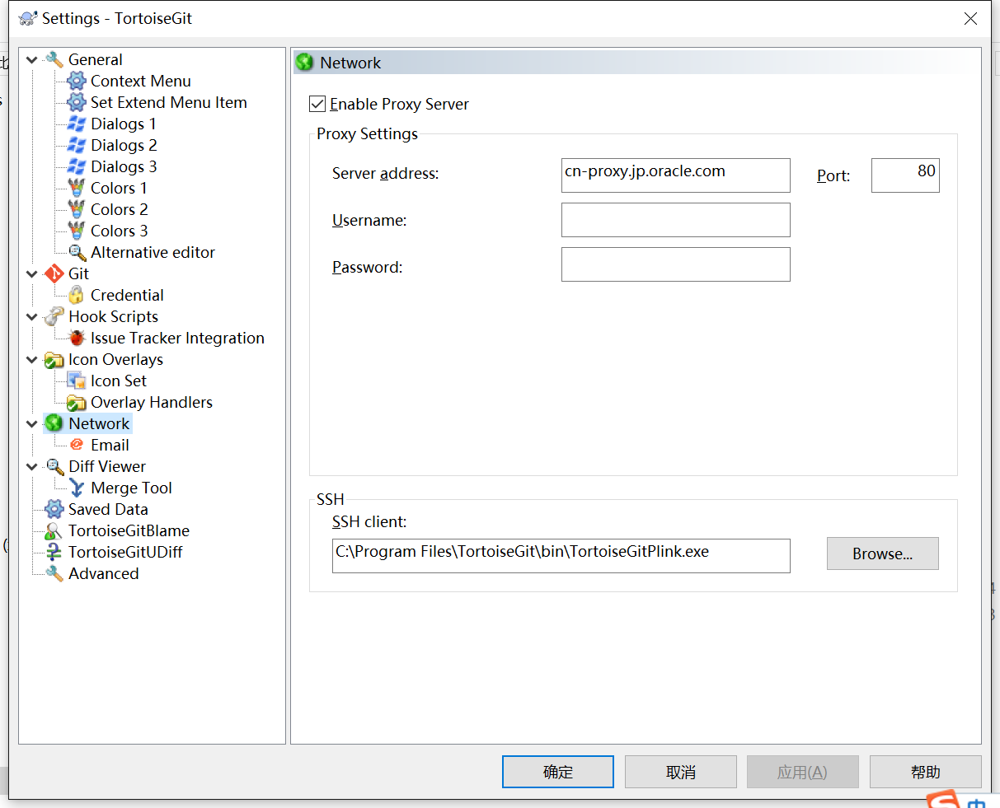 Settings - TortoiseGit
General
Context Menu
Set Extend Menu Item
Dialogs 1
Dialogs 2
Dialogs 3
Colors 1
Colors 2
Colors 3
Alternative editor
Git
Credential
Hook Scripts
Issue Tracker Integration
Icon Overlays
Icon Set
Overlay Handlers
Network
Email
Diff Viewer
Merge Tool
Saved Data
TortoiseGitBlame
TortoiseGitUDiff
Advanced
Network
Enable Proxy Server
Proxy Settings
Server address: cn-proxy.jp.oracle.com Port: 80
Username:
Password:
SSH
SSH client:
C:\Program Files\TortoiseGit\bin\TortoiseGitPlink.exe Browse...
确定 取消 应用(A) 帮助